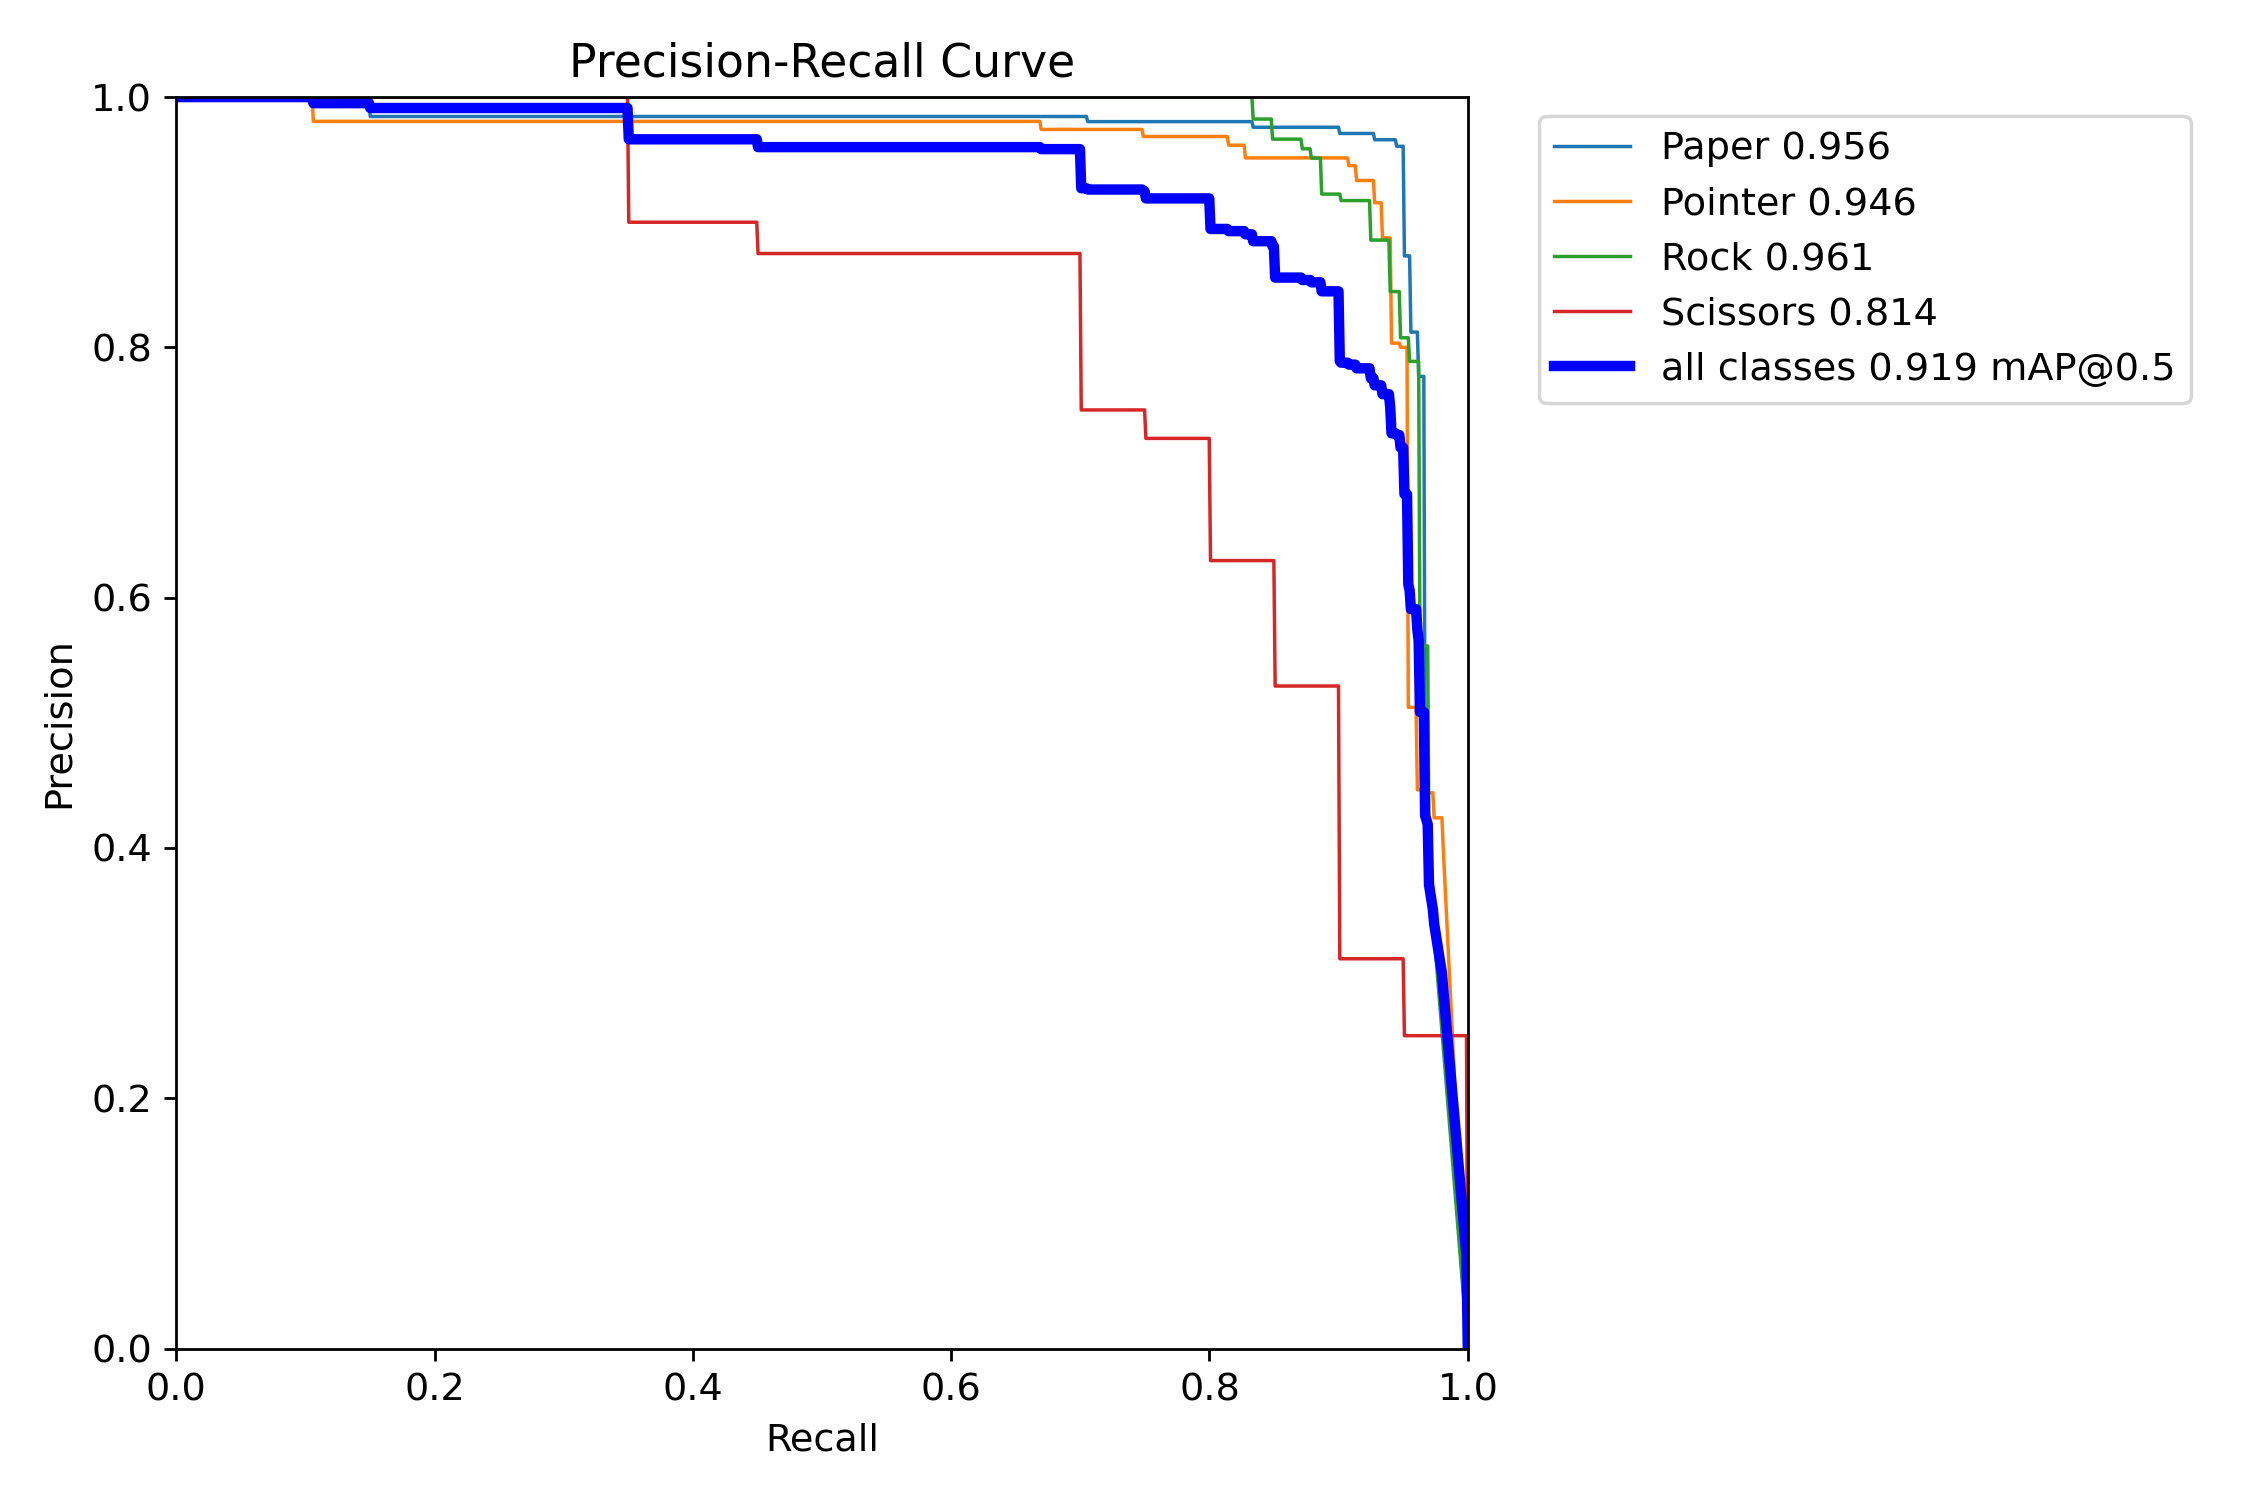 Precision-Recall Curve
1.0
0.8
0.6
0.4
0.2
0.0
Precision
0.0 0.2 0.4 0.6 0.8 1.0
Recall
Paper 0.956
Pointer 0.946
Rock 0.961
Scissors 0.814
all classes 0.919 mAP@0.5